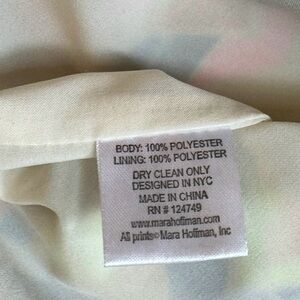 BODY: 100% POLYESTER
LINING: 100% POLYESTER
DRY CLEAN ONLY
DESIGNED IN NYC
MADE IN CHINA
RN # 124749
www.marahoffman.com
All prints © Mara Hoffman, Inc